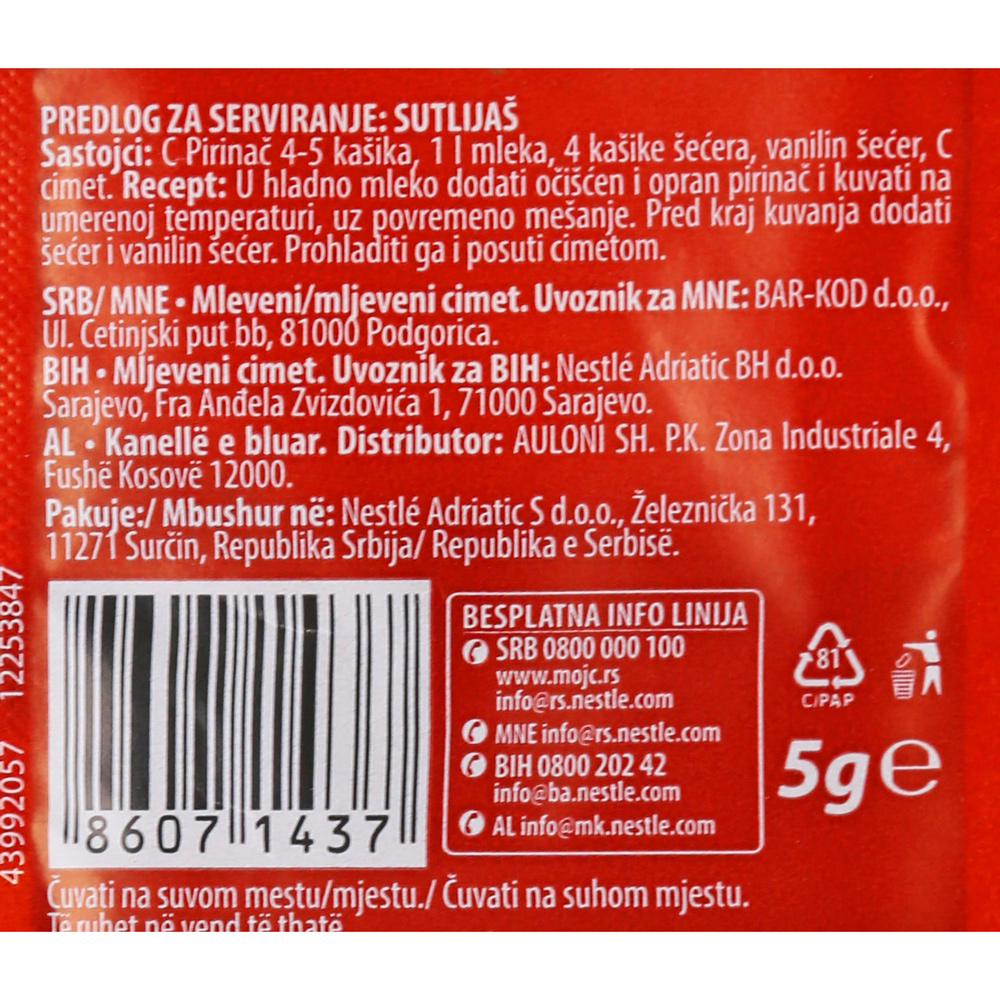 PREDLOG ZA SERVIRANJE: SUTLIJAŠ
Sastojci: C Pirinač 4-5 kašika, 1 l mleka, 4 kašike šećera, vanilin šećer, C
cimet. Recept: U hladno mleko dodati očišćen i opran pirinač i kuvati na
umerenoj temperaturi, uz povremeno mešanje. Pred kraj kuvanja dodati
šećer i vanilin šećer. Prohladiti ga i posuti cimetom.
SRB/ MNE • Mleveni/mljeveni cimet. Uvoznik za MNE: BAR-KOD d.o.o.,
Ul. Cetinjski put bb, 81000 Podgorica.
BIH • Mljeveni cimet. Uvoznik za BIH: Nestlé Adriatic BH d.o.o.
Sarajevo, Fra Anđela Zvizdovića 1, 71000 Sarajevo.
AL • Kanellë e bluar. Distributor: AULONI SH. P.K. Zona Industriale 4,
Fushë Kosovë 12000.
Pakuje:/ Mbushur në: Nestlé Adriatic S d.o.o., Železnička 131,
11271 Surčin, Republika Srbija/ Republika e Serbisë.
43992057 12253847
8607 1437
BESPLATNA INFO LINIJA
SRB 0800 000 100
www.mojc.rs
info@rs.nestle.com
MNE info@rs.nestle.com
BIH 0800 202 42
info@ba.nestle.com
AL info@mk.nestle.com
81
C/PAP
5g e
Čuvati na suvom mestu/mjestu./ Čuvati na suhom mjestu.
Të ruhet në vend të thatë